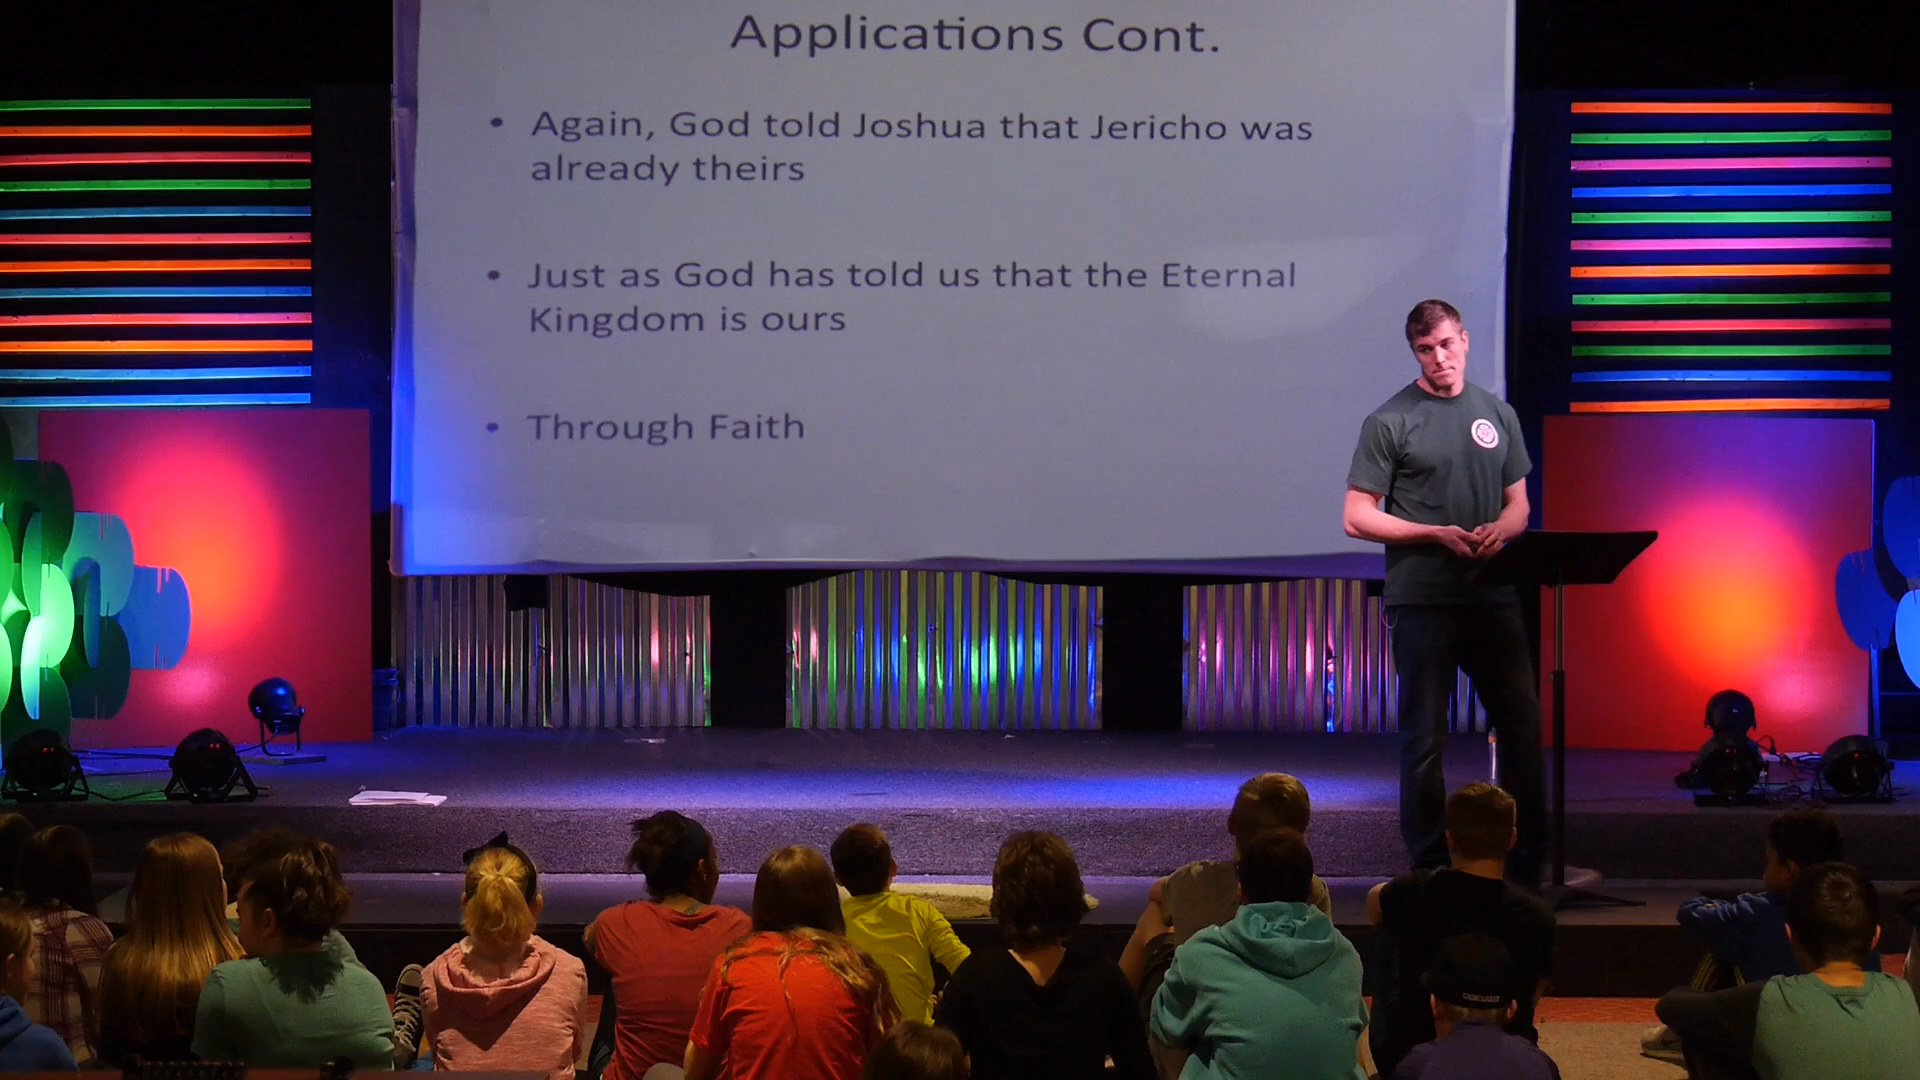 Applications Cont.
• Again, God told Joshua that Jericho was
already theirs
• Just as God has told us that the Eternal
Kingdom is ours
• Through Faith